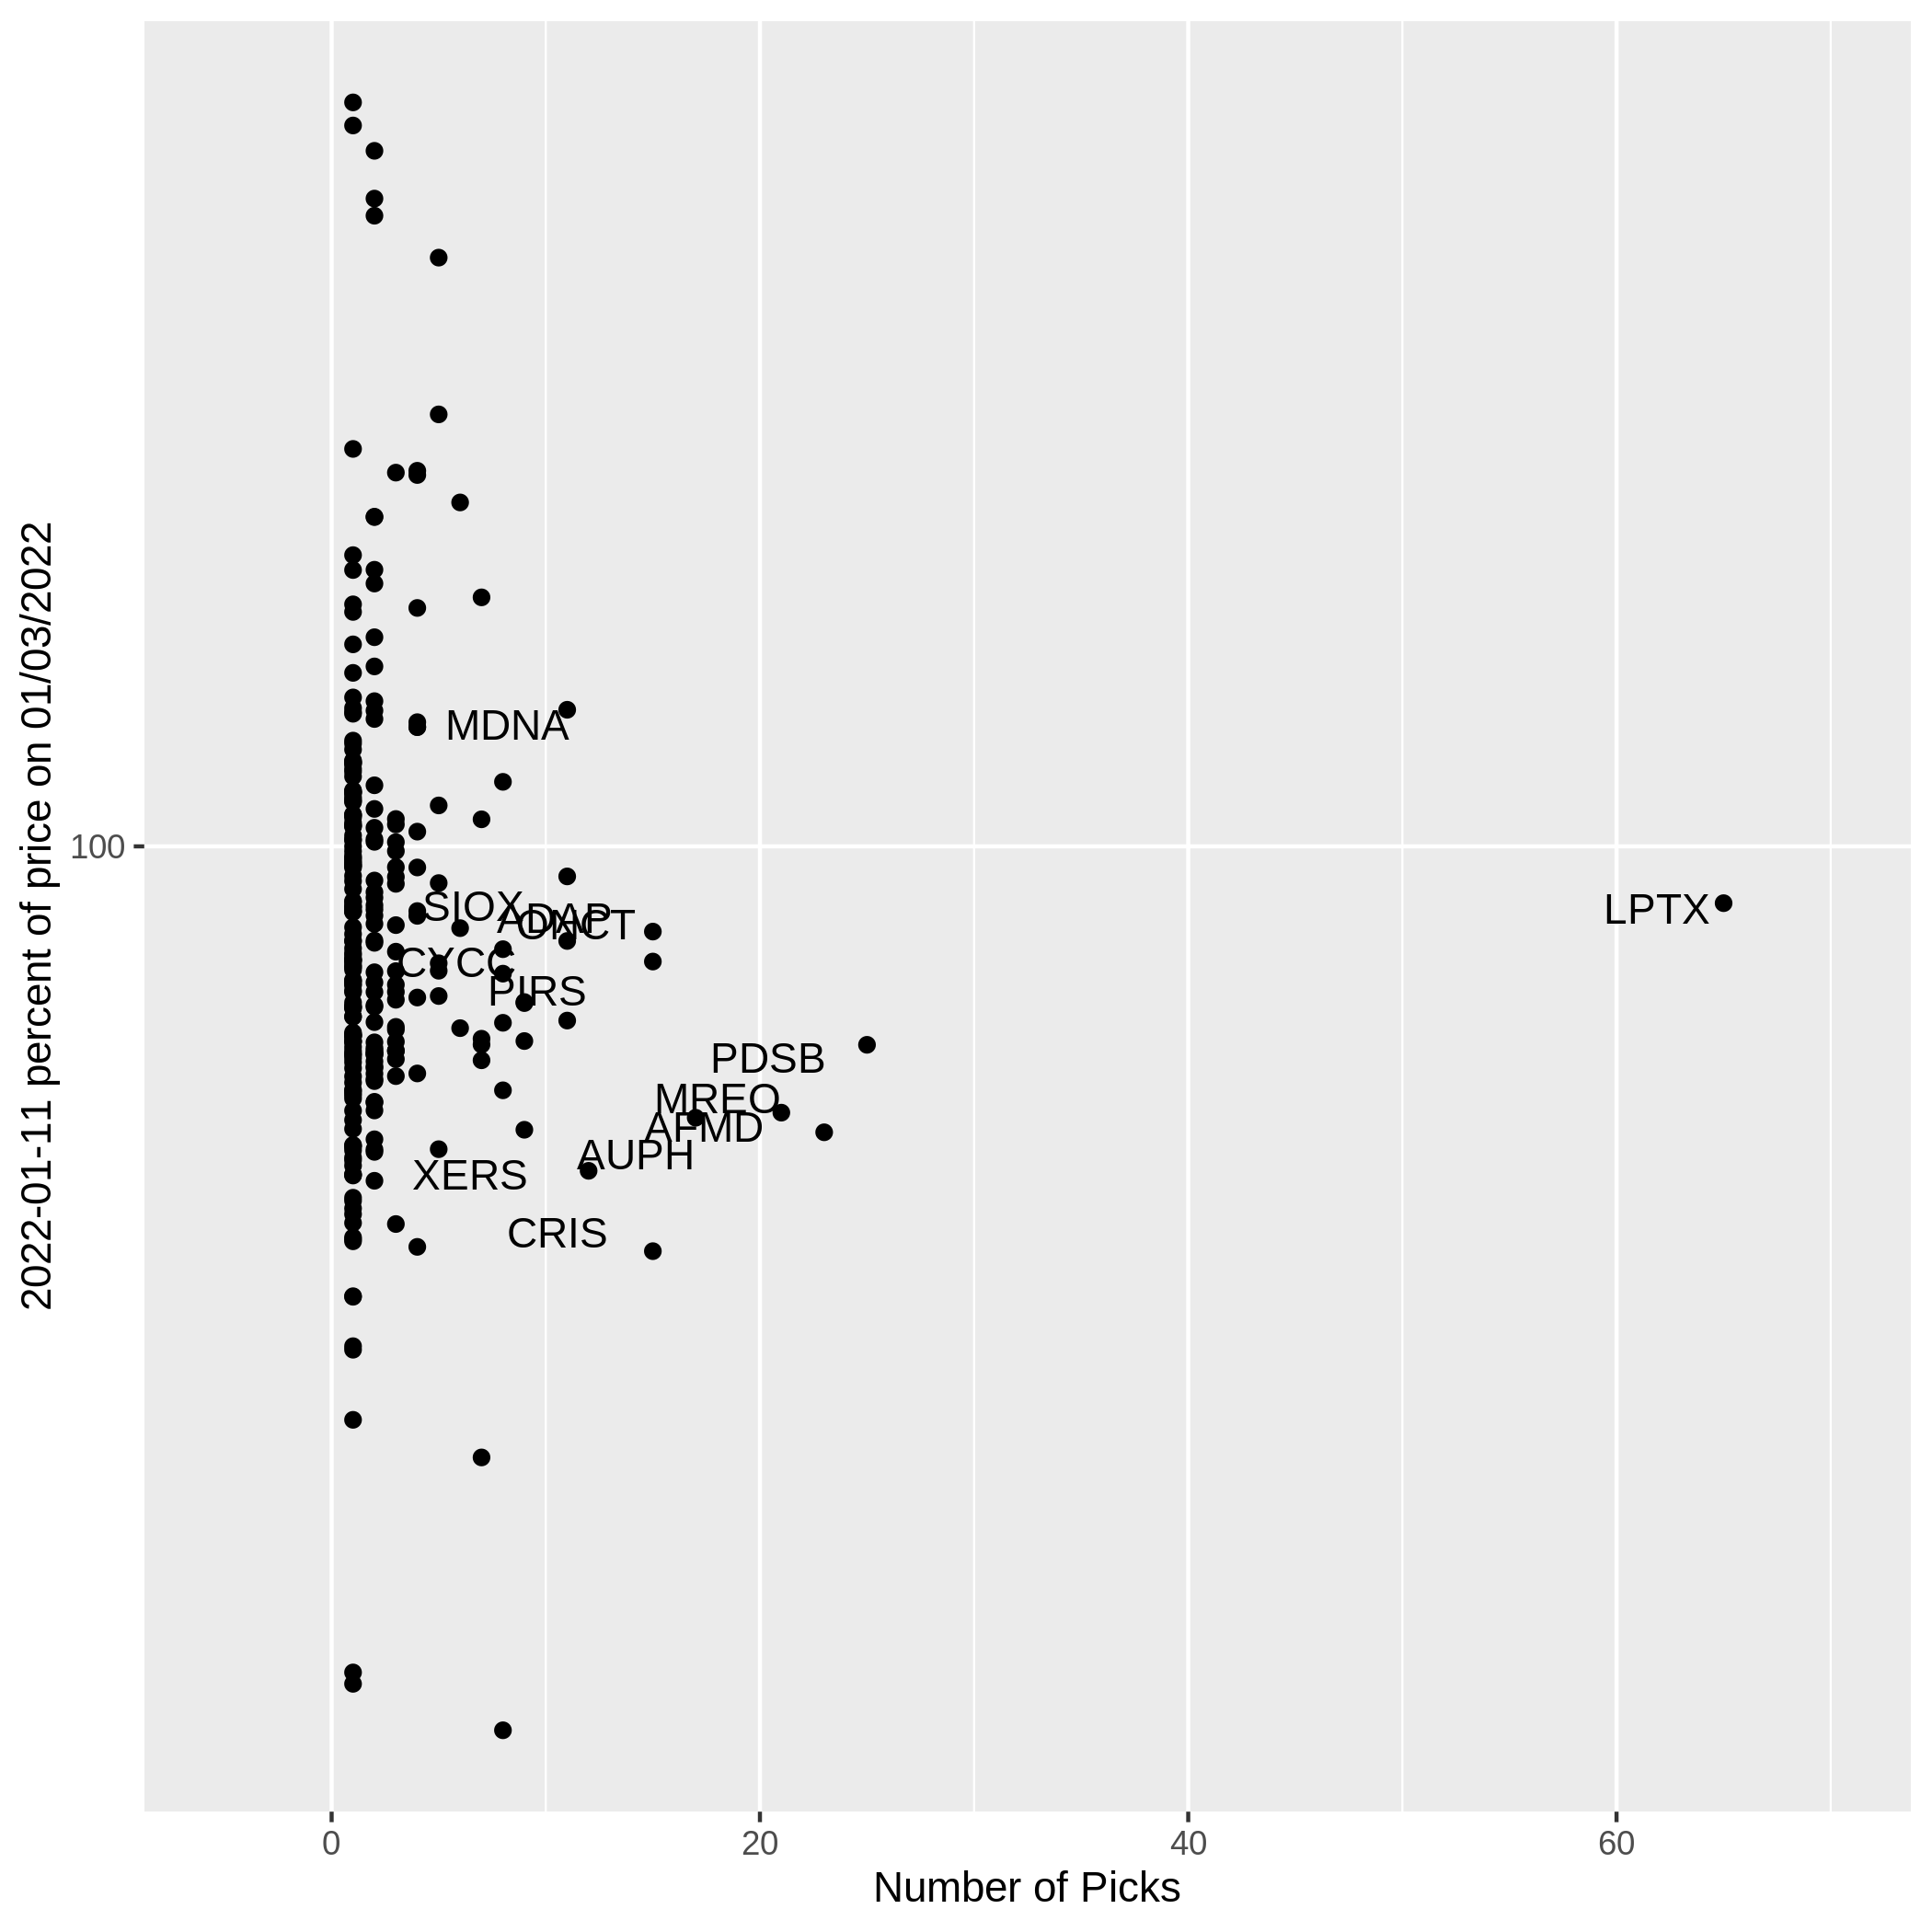 2022-01-11 percent of price on 01/03/2022
100
MDNA
SIOX
ADAP
ONCT
LPTX
CYCC
PIRS
PDSB
MREO
AFMD
AUPH
XERS
CRIS
0
20
40
60
Number of Picks